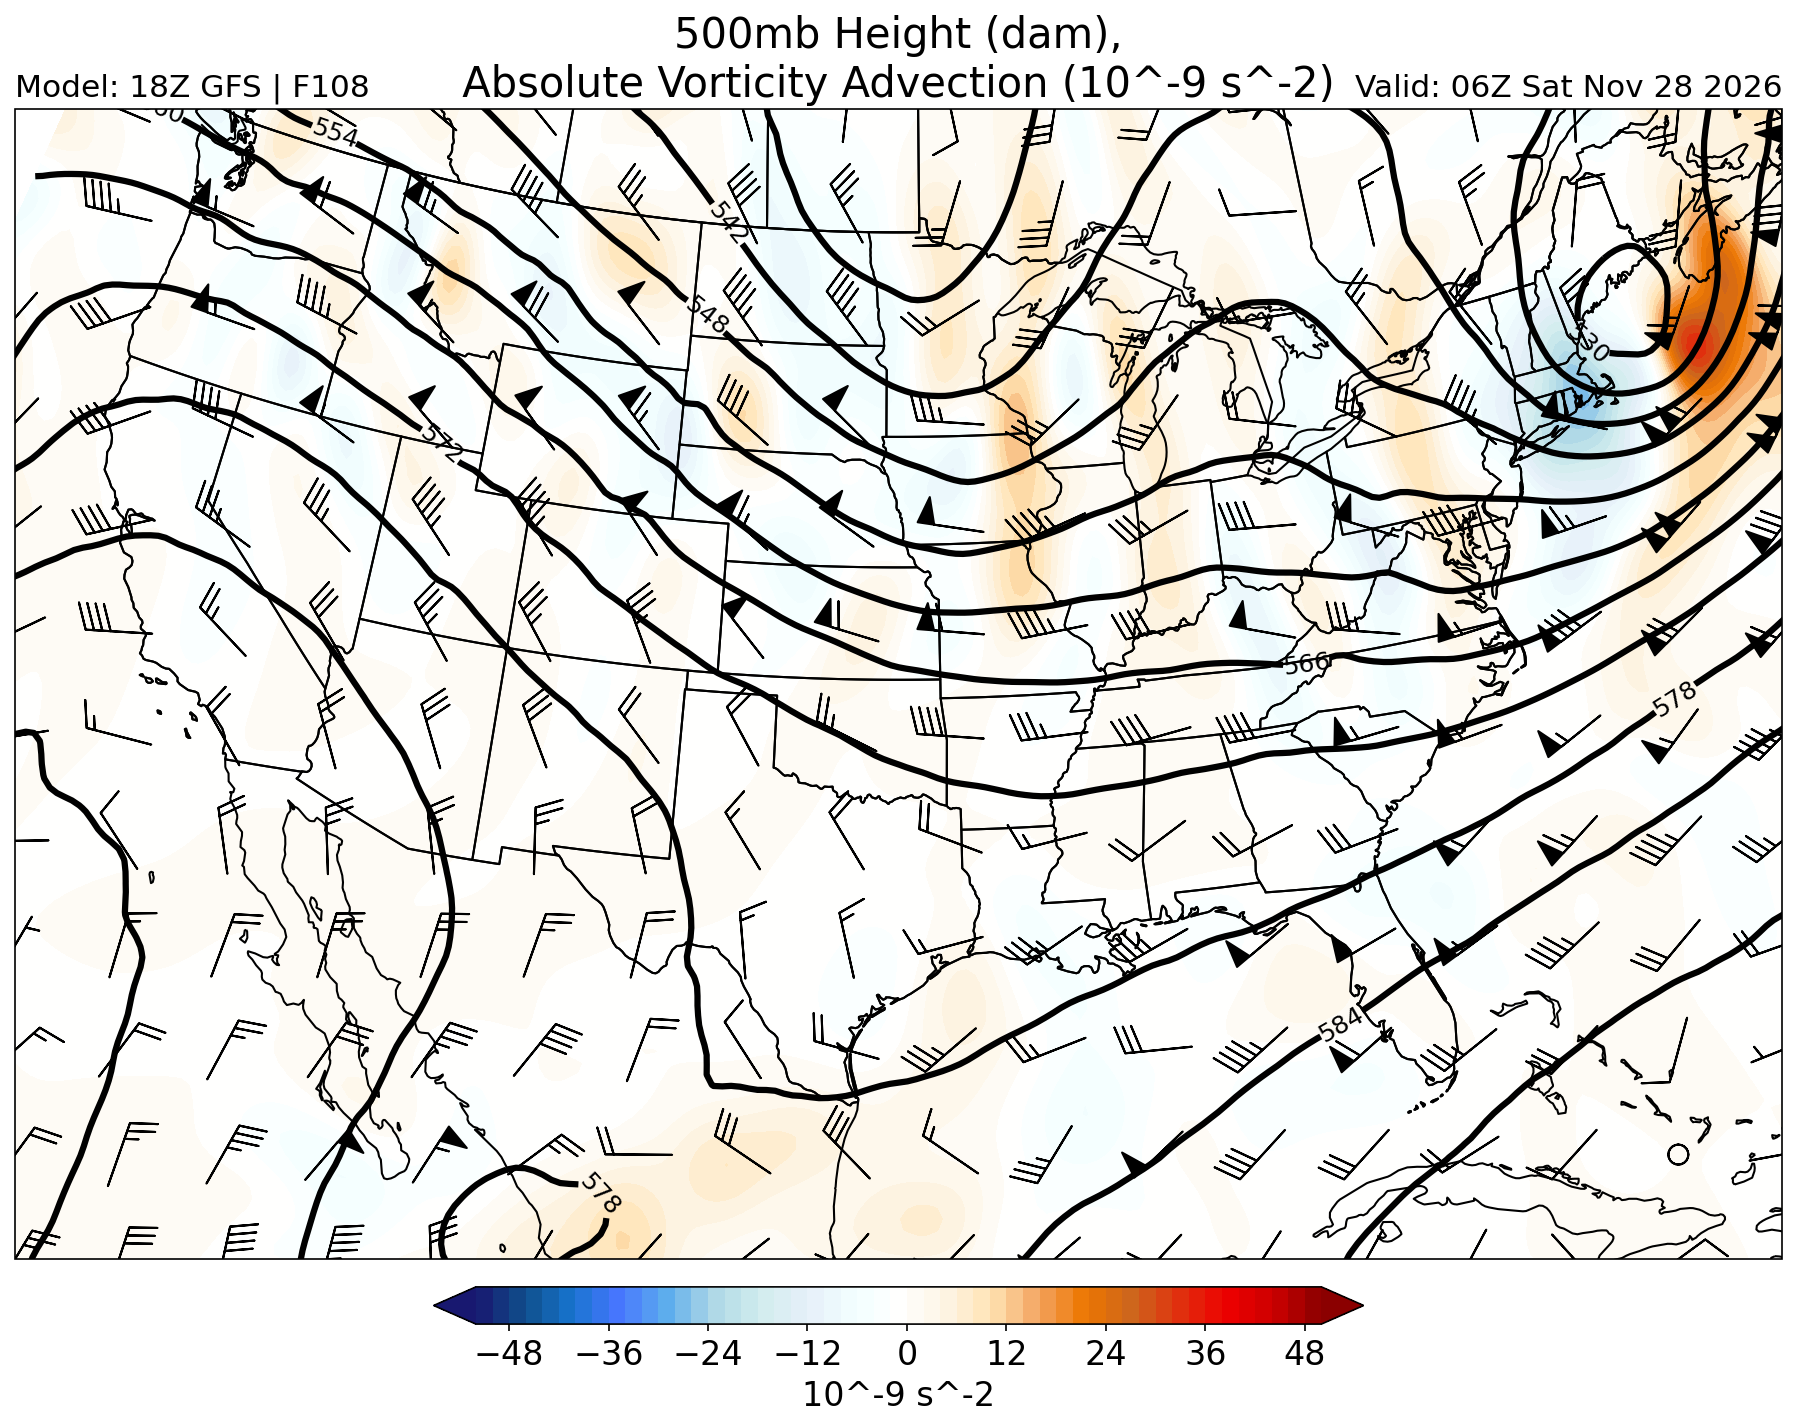 500mb Height (dam),
Model: 18Z GFS | F108
Absolute Vorticity Advection (10^-9 s^-2)
Valid: 06Z Sat Nov 28 2026
554
542
548
530
572
566
578
584
578
−48 −36 −24 −12 0 12 24 36 48
10^-9 s^-2